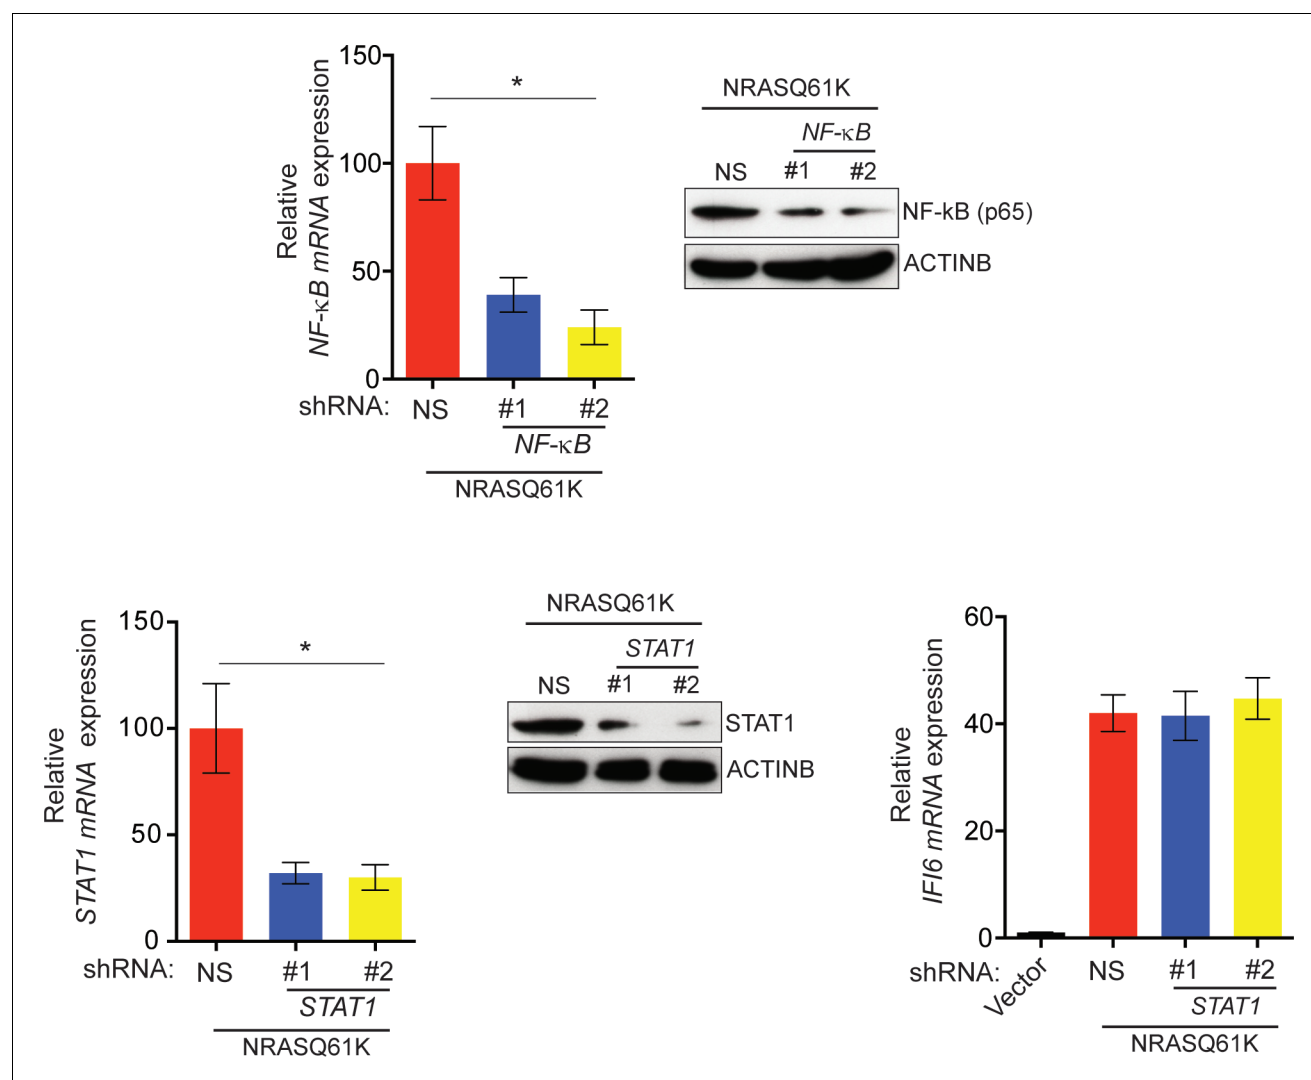 150
100
50
0
Relative
NF-κB mRNA expression
*
shRNA:
NS
#1
#2
NF-κB
NRASQ61K
NRASQ61K
NF-κB
NS
#1
#2
NF-kB (p65)
ACTINB
150
100
50
0
Relative
STAT1 mRNA expression
*
shRNA:
NS
#1
#2
STAT1
NRASQ61K
NRASQ61K
STAT1
NS
#1
#2
STAT1
ACTINB
60
40
20
0
Relative
IFI6 mRNA expression
shRNA:
Vector
NS
#1
#2
STAT1
NRASQ61K